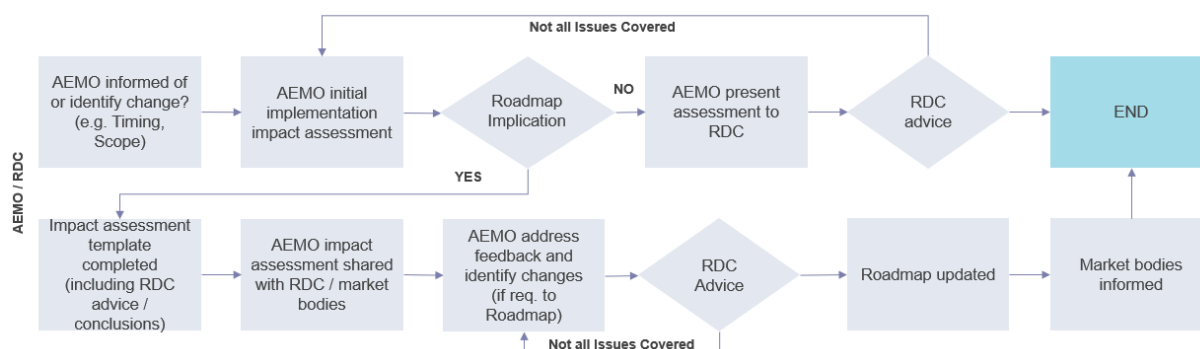 Not all Issues Covered
AEMO informed of
or identify change?
(e.g. Timing,
Scope)
AEMO initial
implementation
impact assessment
Roadmap
Implication
NO
AEMO present
assessment to
RDC
RDC
advice
END
YES
AEMO / RDC
Impact assessment
template
completed
(including RDC
advice /
conclusions)
AEMO impact
assessment shared
with RDC / market
bodies
AEMO address
feedback and
identify changes
(if req. to
Roadmap)
RDC
Advice
Roadmap updated
Market bodies
informed
Not all Issues Covered